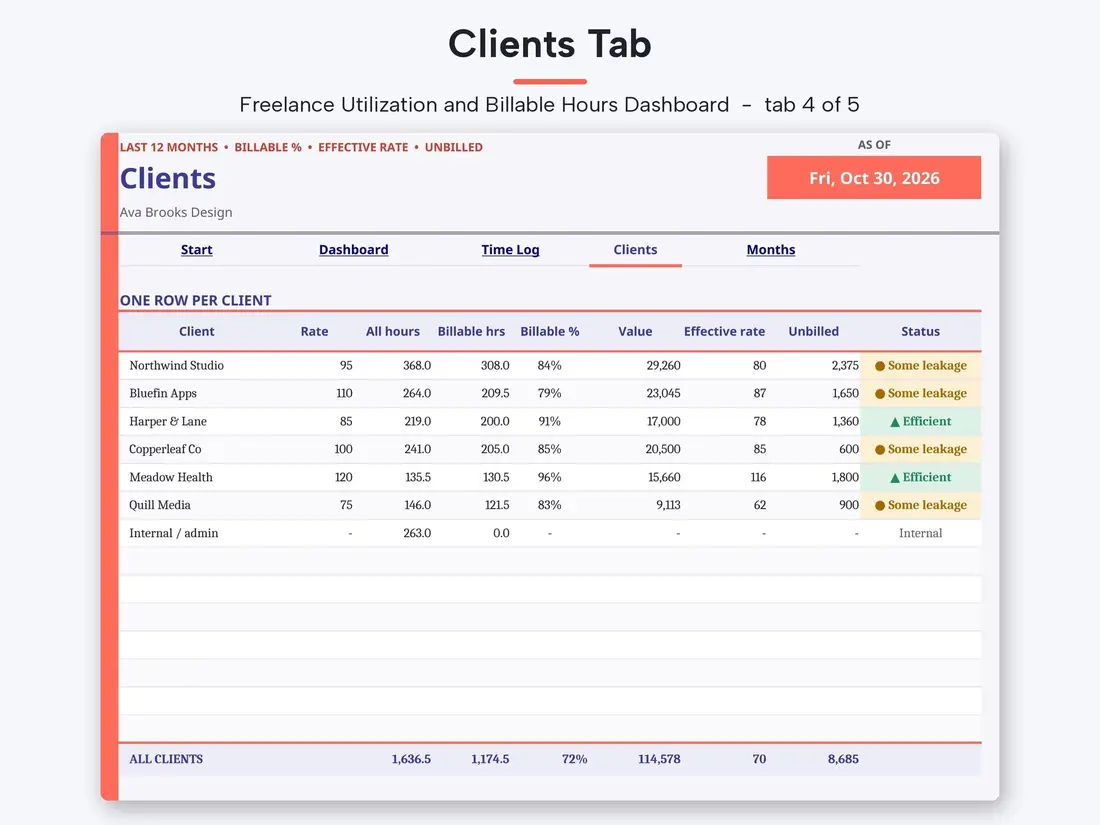 Clients Tab
Freelance Utilization and Billable Hours Dashboard - tab 4 of 5
LAST 12 MONTHS • BILLABLE % • EFFECTIVE RATE • UNBILLED
AS OF
Clients
Fri, Oct 30, 2026
Ava Brooks Design
Start Dashboard Time Log Clients Months
ONE ROW PER CLIENT
Client Rate All hours Billable hrs Billable % Value Effective rate Unbilled Status
Northwind Studio 95 368.0 308.0 84% 29,260 80 2,375 ● Some leakage
Bluefin Apps 110 264.0 209.5 79% 23,045 87 1,650 ● Some leakage
Harper & Lane 85 219.0 200.0 91% 17,000 78 1,360 ▲ Efficient
Copperleaf Co 100 241.0 205.0 85% 20,500 85 600 ● Some leakage
Meadow Health 120 135.5 130.5 96% 15,660 116 1,800 ▲ Efficient
Quill Media 75 146.0 121.5 83% 9,113 62 900 ● Some leakage
Internal / admin - 263.0 0.0 - - - - Internal
ALL CLIENTS 1,636.5 1,174.5 72% 114,578 70 8,685